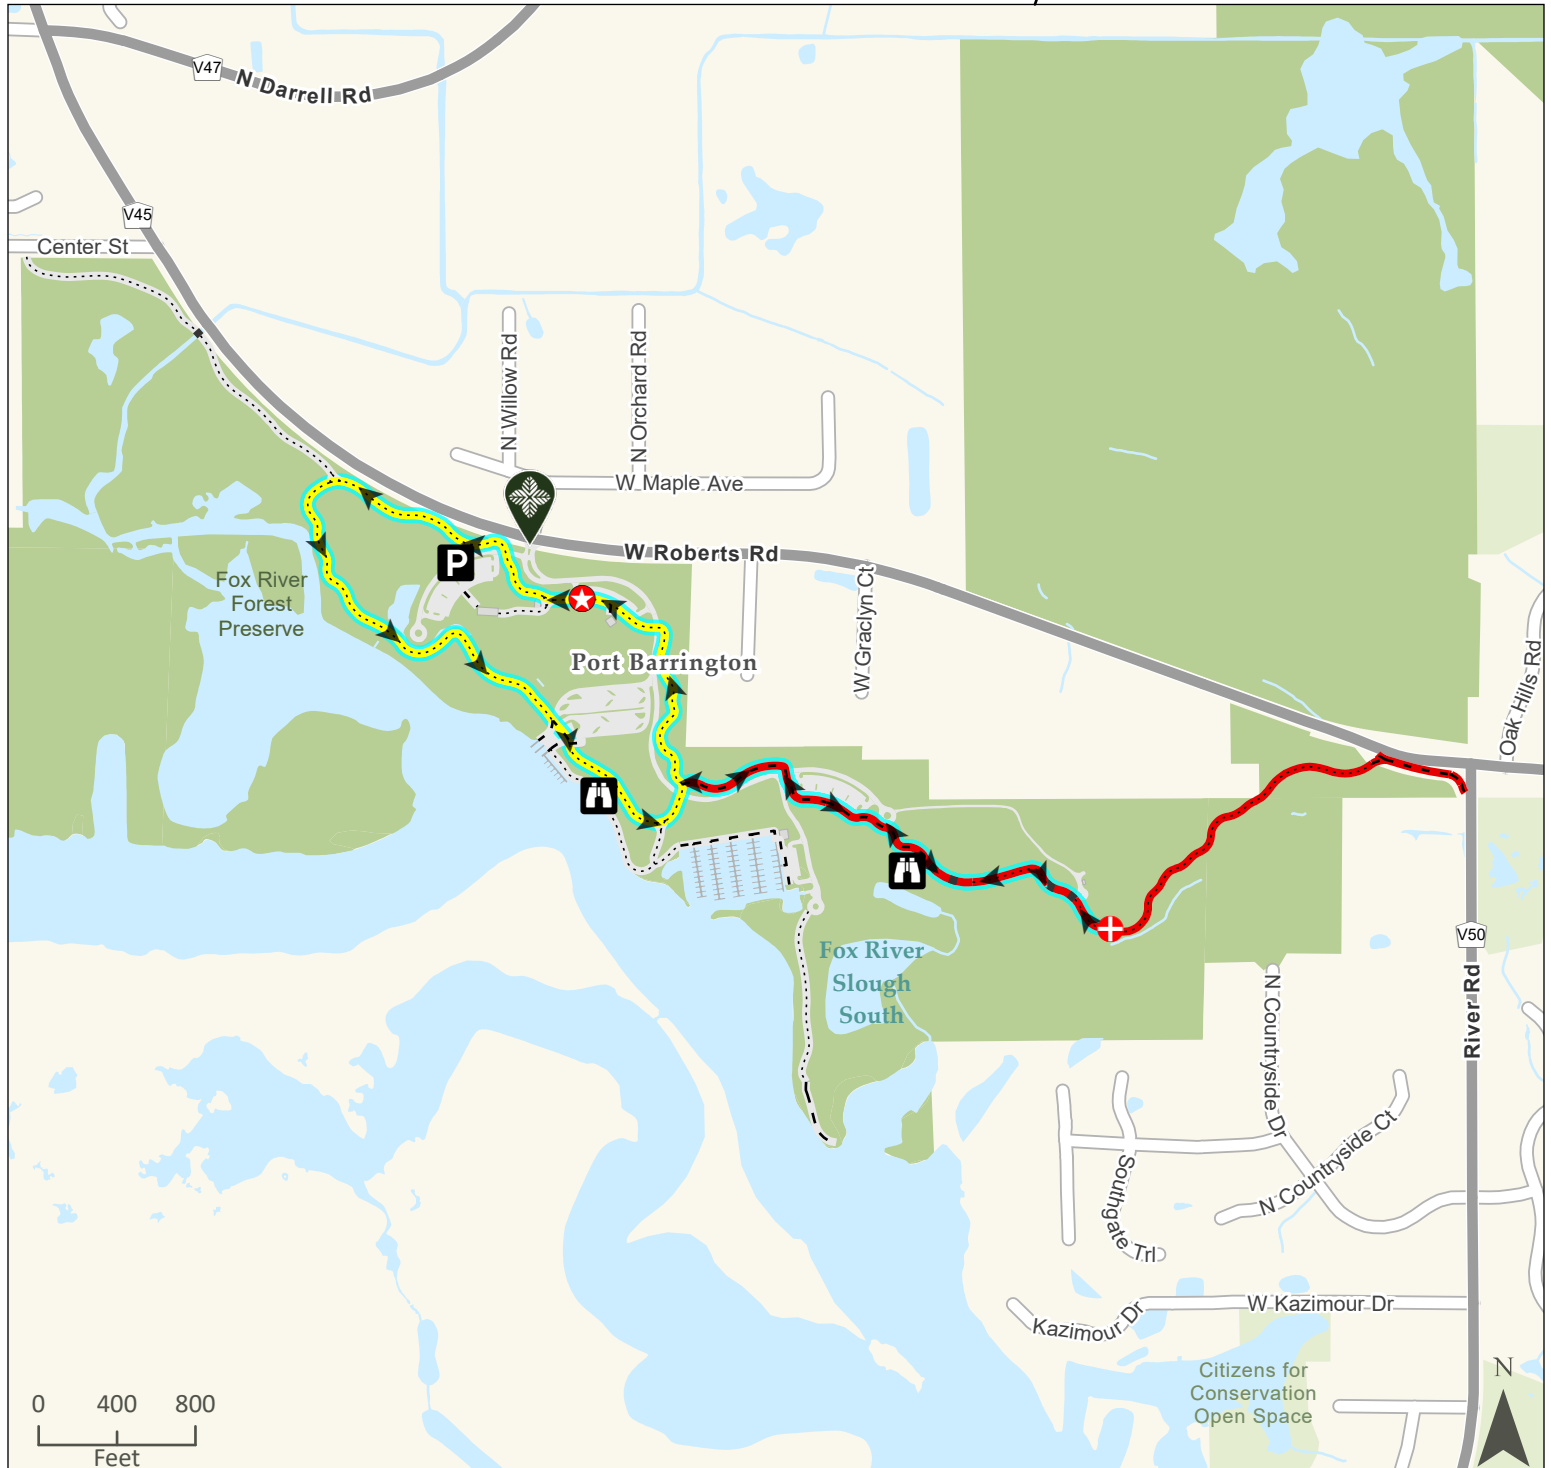 V47
N Darrell Rd
V45
Center St
N Willow Rd
N Orchard Rd
W Maple Ave
W Roberts Rd
P
Fox River
Forest
Preserve
Port Barrington
W Graclyn Ct
Oak Hills Rd
Fox River
Slough
South
V50
River Rd
N Countryside Dr
N Countryside Ct
Southgate Trl
Kazimour Dr
W Kazimour Dr
Citizens for
Conservation
Open Space
N
0 400 800
Feet